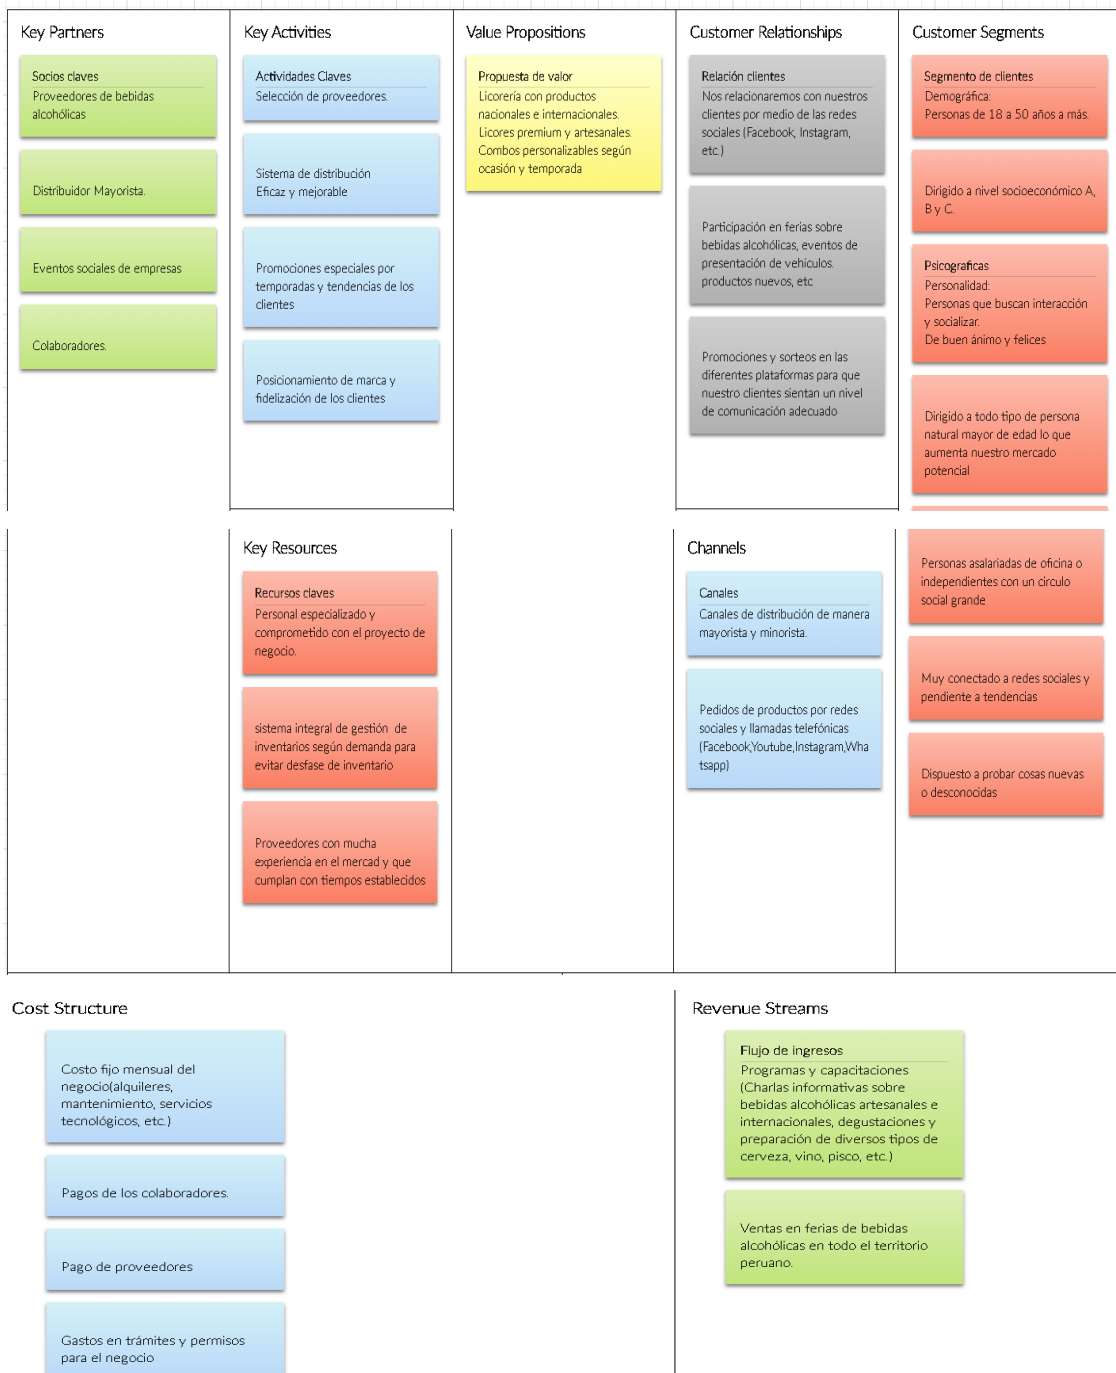 Key Partners
Socios claves
Proveedores de bebidas
alcohólicas
Distribuidor Mayorista.
Eventos sociales de empresas
Colaboradores.
Key Activities
Actividades Claves
Selección de proveedores.
Sistema de distribución
Eficaz y mejorable
Promociones especiales por
temporadas y tendencias de los
clientes
Posicionamiento de marca y
fidelización de los clientes
Value Propositions
Propuesta de valor
Licorería con productos
nacionales e internacionales.
Licores premium y artesanales.
Combos personalizables según
ocasión y temporada
Customer Relationships
Relación clientes
Nos relacionaremos con nuestros
clientes por medio de las redes
sociales (Facebook, Instagram,
etc.)
Participación en ferias sobre
bebidas alcohólicas, eventos de
presentación de vehículos.
productos nuevos, etc
Promociones y sorteos en las
diferentes plataformas para que
nuestro clientes sientan un nivel
de comunicación adecuado
Customer Segments
Segmento de clientes
Demográfica:
Personas de 18 a 50 años a más.
Dirigido a nivel socioeconómico A,
B y C.
Psicograficas
Personalidad:
Personas que buscan interacción
y socializar.
De buen ánimo y felices
Dirigido a todo tipo de persona
natural mayor de edad lo que
aumenta nuestro mercado
potencial
Key Resources
Recursos claves
Personal especializado y
comprometido con el proyecto de
negocio.
sistema integral de gestión de
inventarios según demanda para
evitar desfase de inventario
Proveedores con mucha
experiencia en el mercad y que
cumplan con tiempos establecidos
Channels
Canales
Canales de distribución de manera
mayorista y minorista.
Pedidos de productos por redes
sociales y llamadas telefónicas
(Facebook,Youtube,Instagram,Wha
tsapp)
Personas asalariadas de oficina o
independientes con un circulo
social grande
Muy conectado a redes sociales y
pendiente a tendencias
Dispuesto a probar cosas nuevas
o desconocidas
Cost Structure
Costo fijo mensual del
negocio(alquileres,
mantenimiento, servicios
tecnológicos, etc.)
Pagos de los colaboradores.
Pago de proveedores
Gastos en trámites y permisos
para el negocio
Revenue Streams
Flujo de ingresos
Programas y capacitaciones
(Charlas informativas sobre
bebidas alcohólicas artesanales e
internacionales, degustaciones y
preparación de diversos tipos de
cerveza, vino, pisco, etc.)
Ventas en ferias de bebidas
alcohólicas en todo el territorio
peruano.